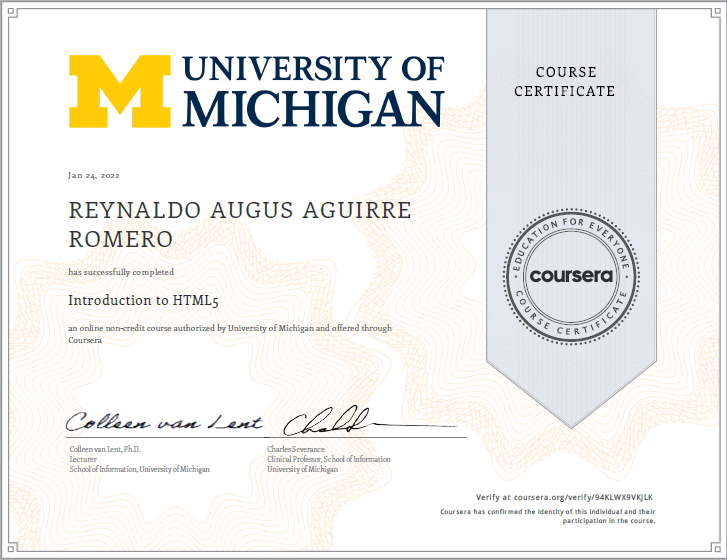 UNIVERSITY OF
MICHIGAN
COURSE
CERTIFICATE
Jan 24, 2022
REYNALDO AUGUS AGUIRRE
ROMERO
has successfully completed
Introduction to HTML5
an online non-credit course authorized by University of Michigan and offered through
Coursera
EDUCATION FOR EVERYONE
coursera
COURSE CERTIFICATE
Colleen van Lent
Colleen van Lent, Ph.D.
Lecturer
School of Information, University of Michigan
Charles Severance
Clinical Professor, School of Information
University of Michigan
Verify at coursera.org/verify/94KLWX9VKJLK
Coursera has confirmed the identity of this individual and their
participation in the course.